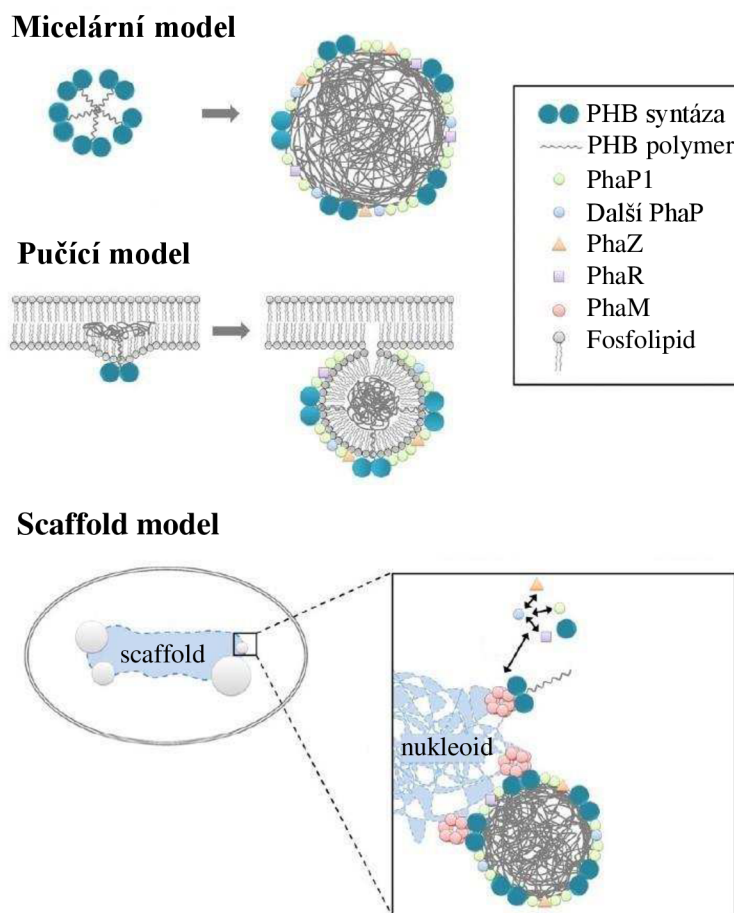 Micelární model
PHB syntáza
PHB polymer
PhaP1
Další PhaP
PhaZ
PhaR
PhaM
Fosfolipid
Pučící model
Scaffold model
scaffold
nukleoid